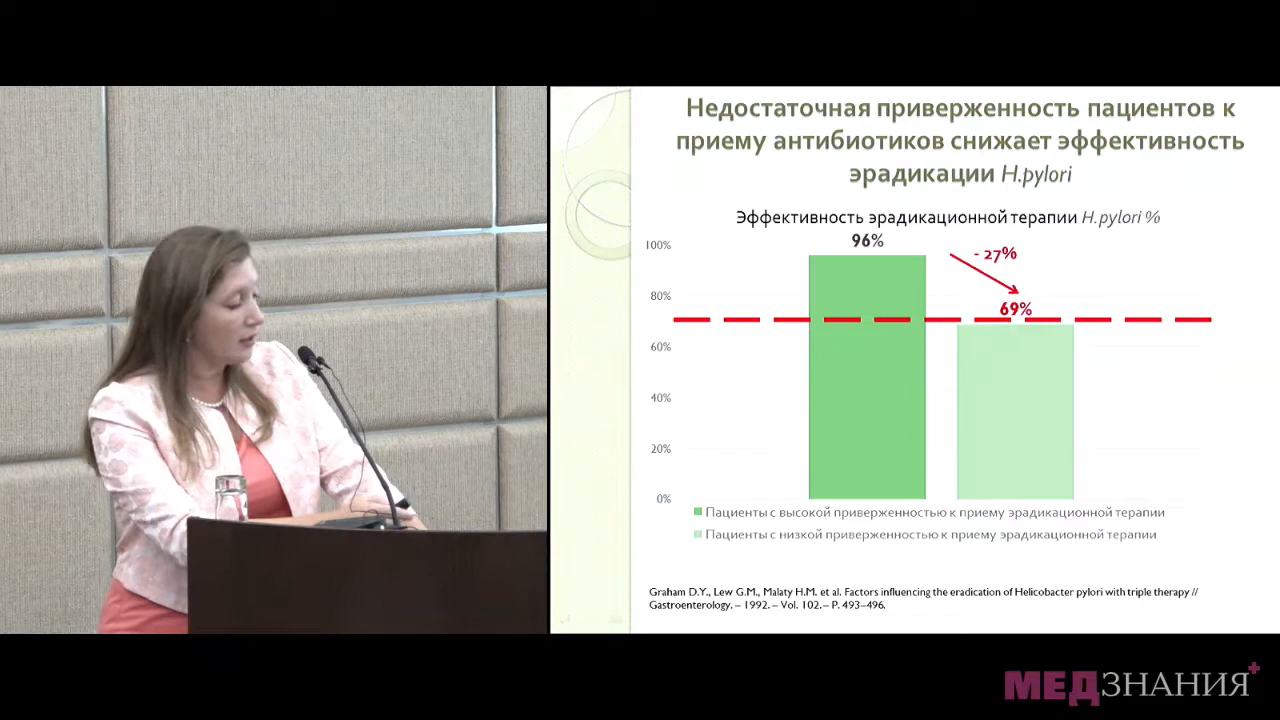 Недостаточная приверженность пациентов к
приему антибиотиков снижает эффективность
эрадикации H.pylori
Эффективность эрадикационной терапии H.pylori %
100%
96%
- 27%
80%
69%
60%
40%
20%
0%
Пациенты с высокой приверженностью к приему эрадикационной терапии
Пациенты с низкой приверженностью к приему эрадикационной терапии
Graham D.Y., Lew G.M., Malaty H.M. et al. Factors influencing the eradication of Helicobacter pylori with triple therapy //
Gastroenterology. – 1992. – Vol. 102. – P. 493–496.
МЕДЗНАНИЯ+